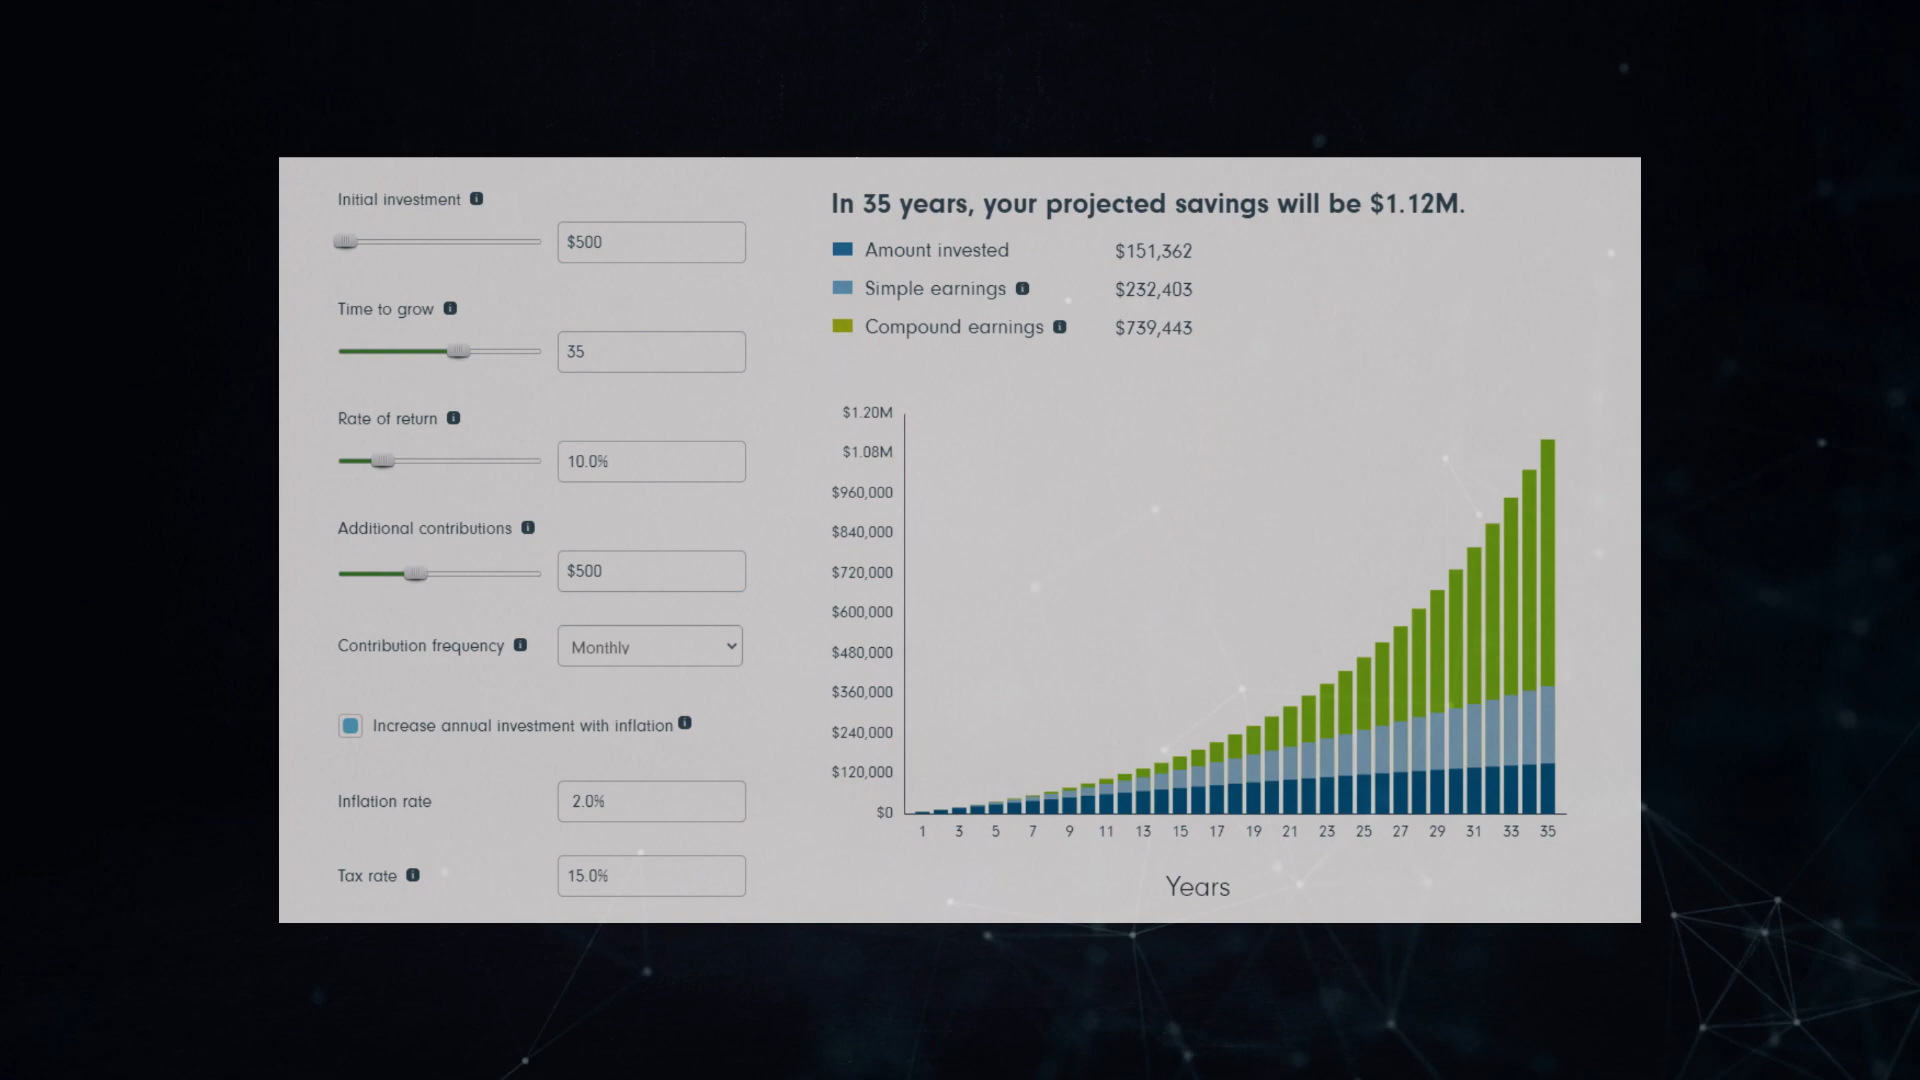 Initial investment
$500
Time to grow
35
Rate of return
10.0%
Additional contributions
$500
Contribution frequency
Monthly
Increase annual investment with inflation
Inflation rate
2.0%
Tax rate
15.0%
In 35 years, your projected savings will be $1.12M.
Amount invested $151,362
Simple earnings $232,403
Compound earnings $739,443
$1.20M
$1.08M
$960,000
$840,000
$720,000
$600,000
$480,000
$360,000
$240,000
$120,000
$0
1 3 5 7 9 11 13 15 17 19 21 23 25 27 29 31 33 35
Years